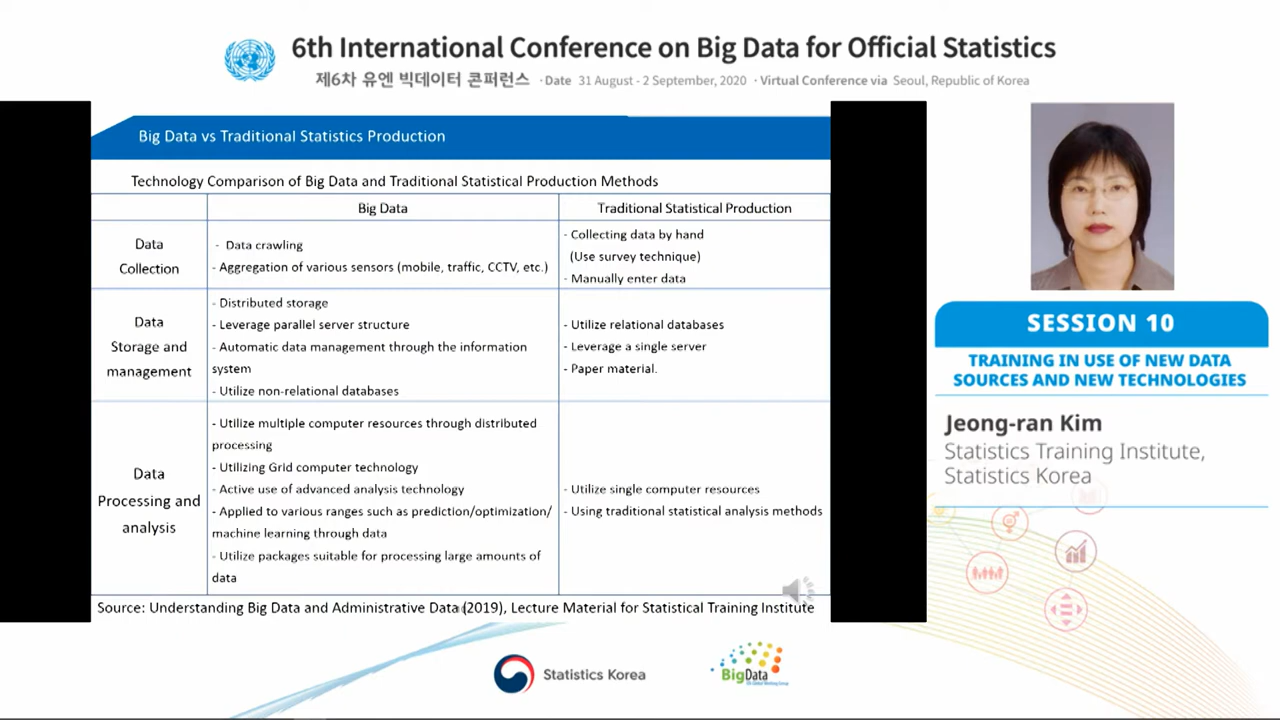 6th International Conference on Big Data for Official Statistics
제6차 유엔 빅데이터 콘퍼런스 · Date 31 August - 2 September, 2020 · Virtual Conference via Seoul, Republic of Korea
Big Data vs Traditional Statistics Production
Technology Comparison of Big Data and Traditional Statistical Production Methods
Big Data
Traditional Statistical Production
Data
Collection
- Data crawling
- Aggregation of various sensors (mobile, traffic, CCTV, etc.)
- Collecting data by hand
(Use survey technique)
- Manually enter data
Data
Storage and
management
- Distributed storage
- Leverage parallel server structure
- Automatic data management through the information
system
- Utilize non-relational databases
- Utilize relational databases
- Leverage a single server
- Paper material.
Data
Processing and
analysis
- Utilize multiple computer resources through distributed
processing
- Utilizing Grid computer technology
- Active use of advanced analysis technology
- Applied to various ranges such as prediction/optimization/
machine learning through data
- Utilize packages suitable for processing large amounts of
data
- Utilize single computer resources
- Using traditional statistical analysis methods
Source: Understanding Big Data and Administrative Data (2019), Lecture Material for Statistical Training Institute
SESSION 10
TRAINING IN USE OF NEW DATA
SOURCES AND NEW TECHNOLOGIES
Jeong-ran Kim
Statistics Training Institute,
Statistics Korea
Statistics Korea
BigData